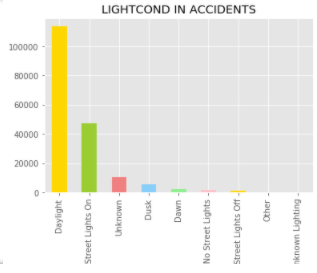 LIGHTCOND IN ACCIDENTS
100000
80000
60000
40000
20000
0
Daylight
Street Lights On
Unknown
Dusk
Dawn
No Street Lights
Street Lights Off
Other
nknown Lighting